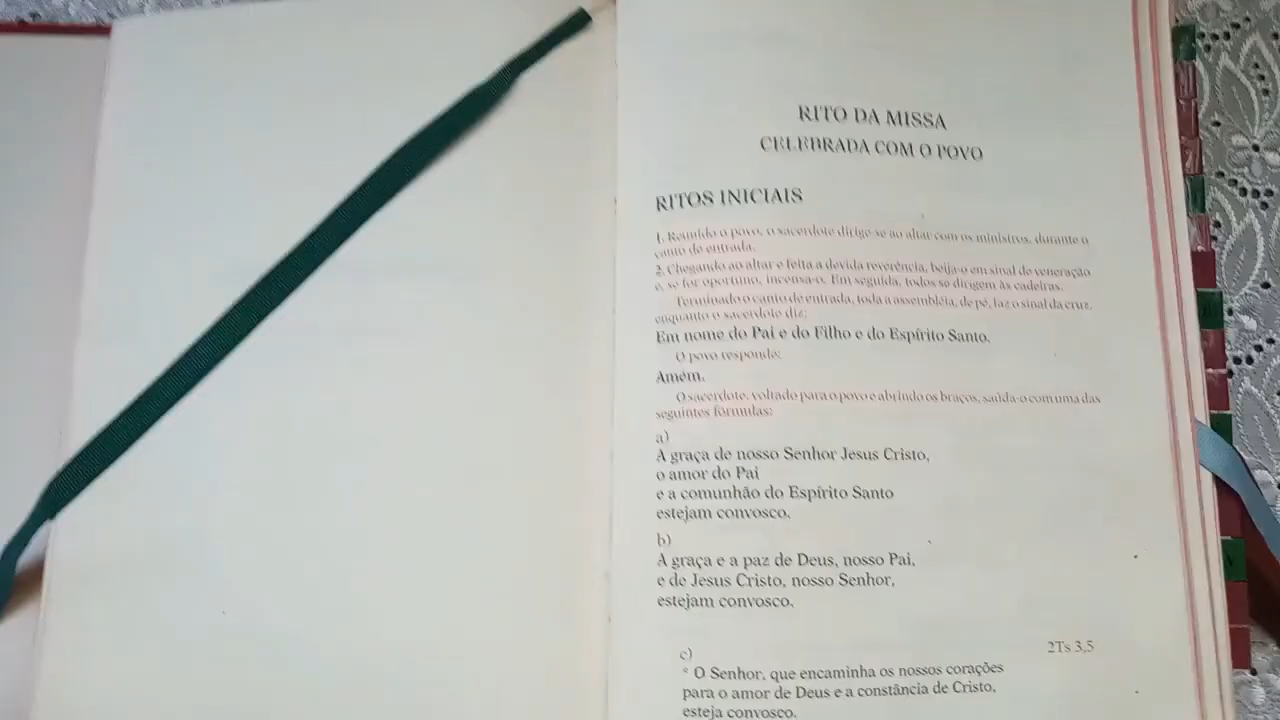 RITO DA MISSA
CELEBRADA COM O POVO
RITOS INICIAIS
1. Reunido o povo, o sacerdote dirige-se ao altar com os ministros, durante o
canto de entrada.
2. Chegando ao altar e feita a devida reverência, beija-o em sinal de veneração
e, se for oportuno, incensa-o. Em seguida, todos se dirigem às cadeiras.
Terminado o canto de entrada, toda a assembléia, de pé, faz o sinal da cruz,
enquanto o sacerdote diz:
Em nome do Pai e do Filho e do Espírito Santo.
O povo responde:
Amém.
O sacerdote, voltado para o povo e abrindo os braços, saúda-o com uma das
seguintes fórmulas:
a)
A graça de nosso Senhor Jesus Cristo,
o amor do Pai
e a comunhão do Espírito Santo
estejam convosco.
b)
A graça e a paz de Deus, nosso Pai,
e de Jesus Cristo, nosso Senhor,
estejam convosco.
c) 2Ts 3,5
* O Senhor, que encaminha os nossos corações
para o amor de Deus e a constância de Cristo,
esteja convosco.